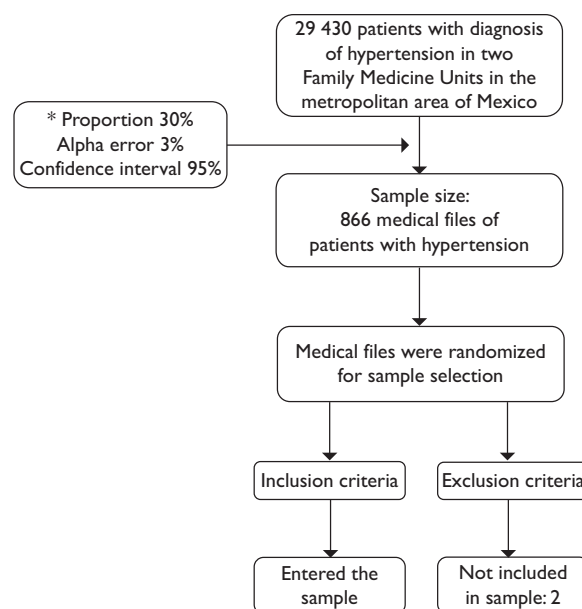 29 430 patients with diagnosis
of hypertension in two
Family Medicine Units in the
metropolitan area of Mexico
* Proportion 30%
Alpha error 3%
Confidence interval 95%
Sample size:
866 medical files of
patients with hypertension
Medical files were randomized
for sample selection
Inclusion criteria
Exclusion criteria
Entered the
sample
Not included
in sample: 2